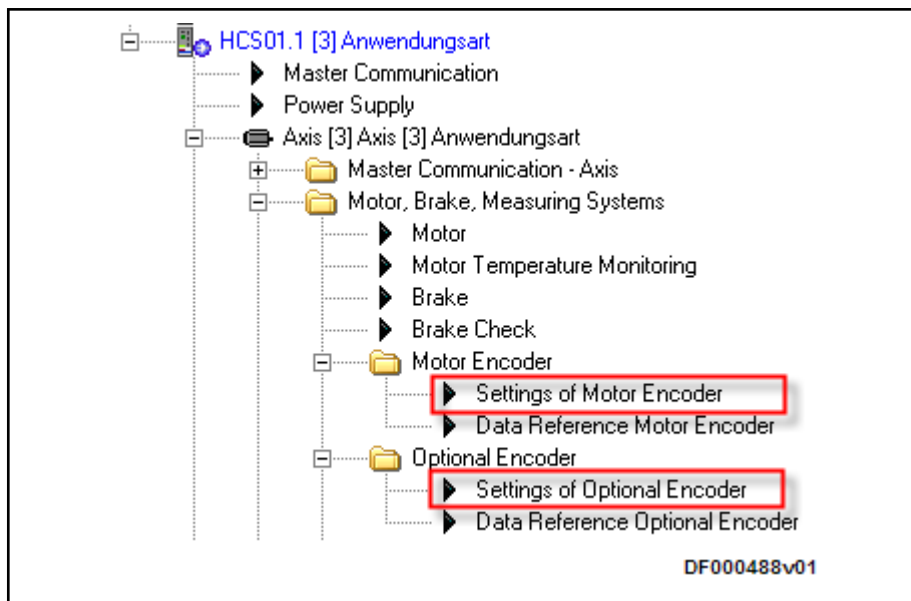 HCS01.1 [3] Anwendungsart
Master Communication
Power Supply
Axis [3] Axis [3] Anwendungsart
Master Communication - Axis
Motor, Brake, Measuring Systems
Motor
Motor Temperature Monitoring
Brake
Brake Check
Motor Encoder
Settings of Motor Encoder
Data Reference Motor Encoder
Optional Encoder
Settings of Optional Encoder
Data Reference Optional Encoder
DF000488v01